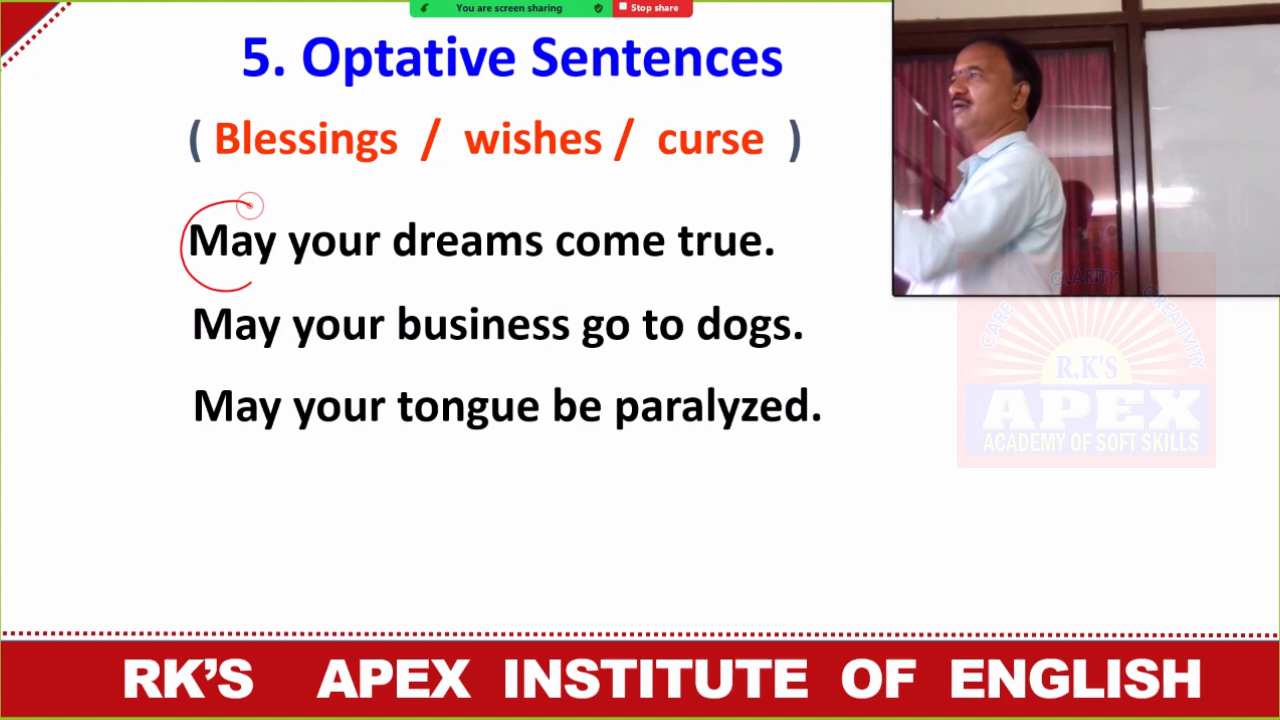 You are screen sharing
Stop share
5. Optative Sentences
( Blessings / wishes / curse )
May your dreams come true.
May your business go to dogs.
May your tongue be paralyzed.
CARE CLARITY CREATIVITY
R.K'S
APEX
ACADEMY OF SOFT SKILLS
RK’S APEX INSTITUTE OF ENGLISH